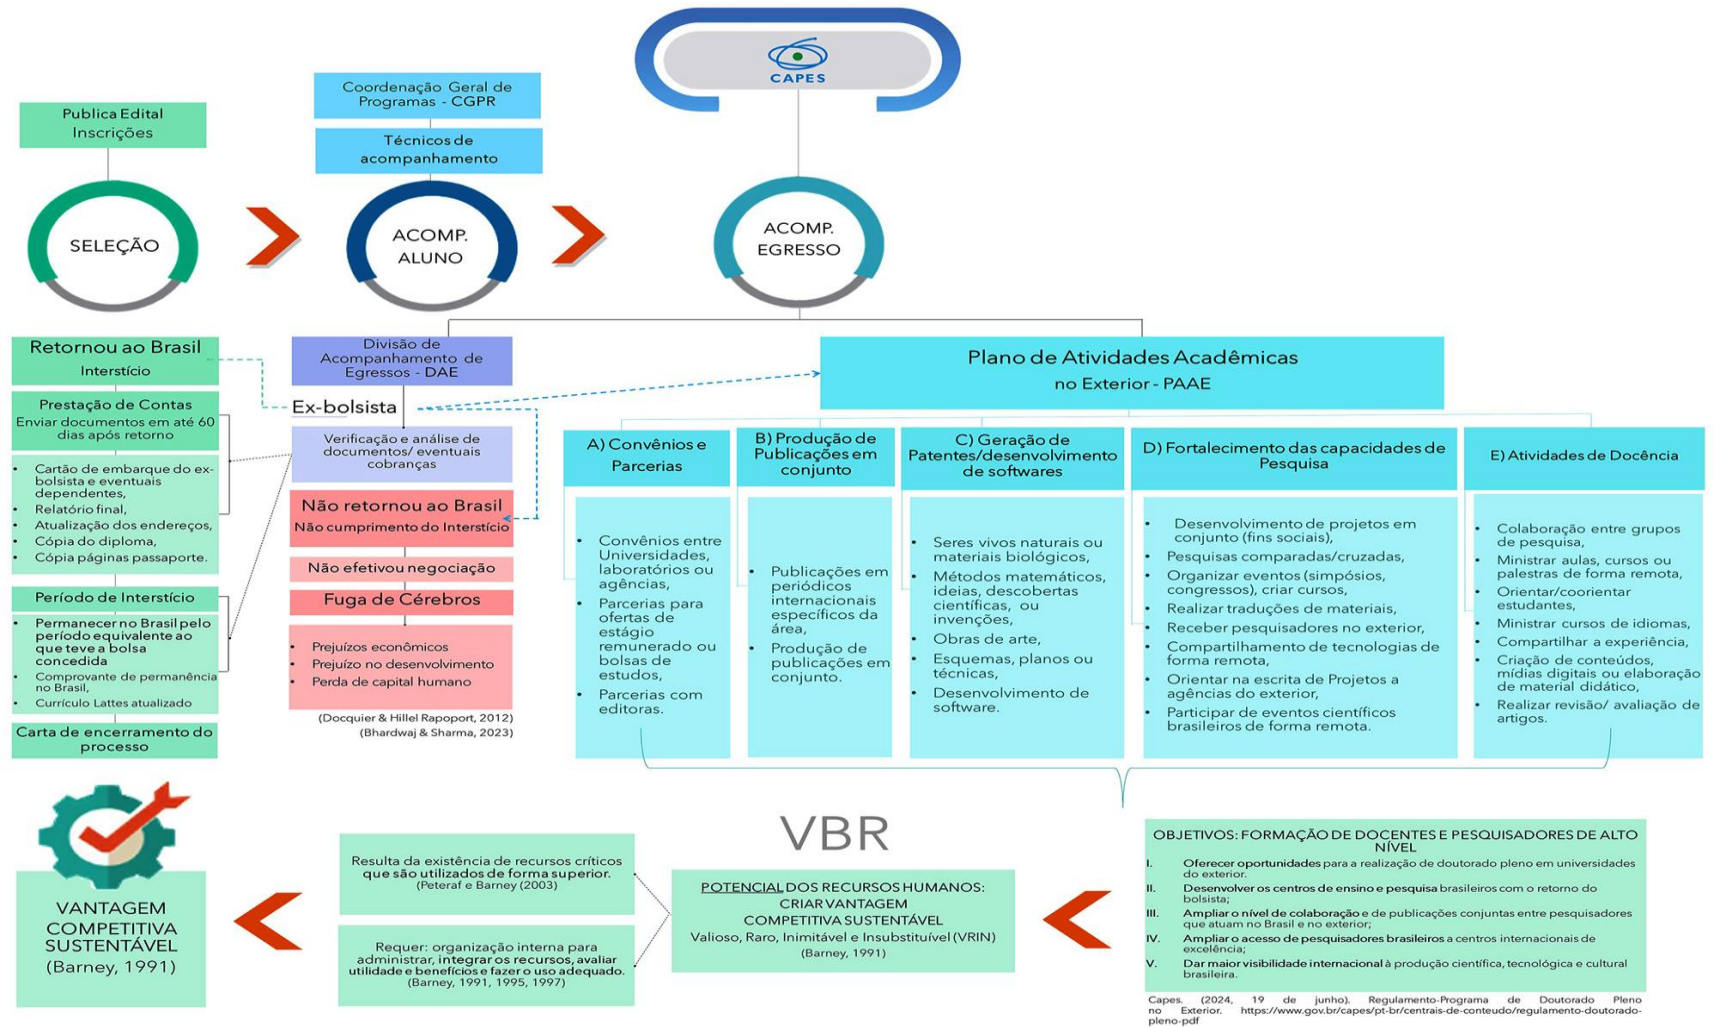 CAPES
Publica Edital
Inscrições
Coordenação Geral de
Programas - CGPR
Técnicos de
acompanhamento
SELEÇÃO
ACOMP.
ALUNO
ACOMP.
EGRESSO
Retornou ao Brasil
Interstício
Prestação de Contas
Enviar documentos em até 60
dias após retorno
• Cartão de embarque do ex-
bolsista e eventuais
dependentes,
• Relatório final,
• Atualização dos endereços,
• Cópia do diploma,
• Cópia páginas passaporte.
Período de Interstício
• Permanecer no Brasil pelo
período equivalente ao
que teve a bolsa
concedida
• Comprovante de permanência
no Brasil,
• Currículo Lattes atualizado
Carta de encerramento do
processo
Divisão de
Acompanhamento de
Egressos - DAE
Ex-bolsista
Verificação e análise de
documentos/ eventuais
cobranças
Não retornou ao Brasil
Não cumprimento do Interstício
Não efetivou negociação
Fuga de Cérebros
• Prejuízos econômicos
• Prejuízo no desenvolvimento
• Perda de capital humano
(Docquier & Hillel Rapoport, 2012)
(Bhardwaj & Sharma, 2023)
Plano de Atividades Acadêmicas
no Exterior - PAAE
A) Convênios e
Parcerias
• Convênios entre
Universidades,
laboratórios ou
agências,
• Parcerias para
ofertas de
estágio
remunerado ou
bolsas de
estudos,
• Parcerias com
editoras.
B) Produção de
Publicações em
conjunto
• Publicações em
periódicos
internacionais
específicos da
área,
• Produção de
publicações em
conjunto.
C) Geração de
Patentes/desenvolvimento
de softwares
• Seres vivos naturais ou
materiais biológicos,
• Métodos matemáticos,
ideias, descobertas
científicas, ou
invenções,
• Obras de arte,
• Esquemas, planos ou
técnicas,
• Desenvolvimento de
software.
D) Fortalecimento das capacidades de
Pesquisa
• Desenvolvimento de projetos em
conjunto (fins sociais),
• Pesquisas comparadas/cruzadas,
• Organizar eventos (simpósios,
congressos), criar cursos,
• Realizar traduções de materiais,
• Receber pesquisadores no exterior,
• Compartilhamento de tecnologias de
forma remota,
• Orientar na escrita de Projetos a
agências do exterior,
• Participar de eventos científicos
brasileiros de forma remota.
E) Atividades de Docência
• Colaboração entre grupos
de pesquisa,
• Ministrar aulas, cursos ou
palestras de forma remota,
• Orientar/coorientar
estudantes,
• Ministrar cursos de idiomas,
• Compartilhar a experiência,
• Criação de conteúdos,
mídias digitais ou elaboração
de material didático,
• Realizar revisão/ avaliação de
artigos.
OBJETIVOS: FORMAÇÃO DE DOCENTES E PESQUISADORES DE ALTO
NÍVEL
I. Oferecer oportunidades para a realização de doutorado pleno em universidades
do exterior.
II. Desenvolver os centros de ensino e pesquisa brasileiros com o retorno do
bolsista;
III. Ampliar o nível de colaboração e de publicações conjuntas entre pesquisadores
que atuam no Brasil e no exterior;
IV. Ampliar o acesso de pesquisadores brasileiros a centros internacionais de
excelência;
V. Dar maior visibilidade internacional à produção científica, tecnológica e cultural
brasileira.
Capes. (2024, 19 de junho). Regulamento-Programa de Doutorado Pleno
no Exterior. https://www.gov.br/capes/pt-br/centrais-de-conteudo/regulamento-doutorado-
pleno-pdf
VBR
POTENCIAL DOS RECURSOS HUMANOS:
CRIAR VANTAGEM
COMPETITIVA SUSTENTÁVEL
Valioso, Raro, Inimitável e Insubstituível (VRIN)
(Barney, 1991)
Resulta da existência de recursos críticos
que são utilizados de forma superior.
(Peteraf e Barney (2003)
Requer: organização interna para
administrar, integrar os recursos, avaliar
utilidade e benefícios e fazer o uso adequado.
(Barney, 1991, 1995, 1997)
VANTAGEM
COMPETITIVA
SUSTENTÁVEL
(Barney, 1991)